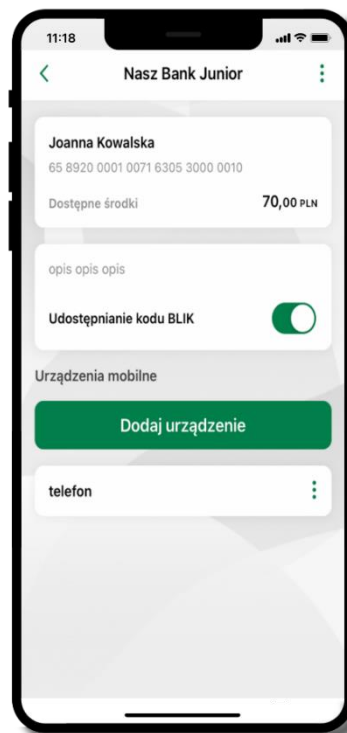 11:18
Nasz Bank Junior
Joanna Kowalska
65 8920 0001 0071 6305 3000 0010
Dostępne środki 70,00 PLN
opis opis opis
Udostępnianie kodu BLIK
Urządzenia mobilne
Dodaj urządzenie
telefon